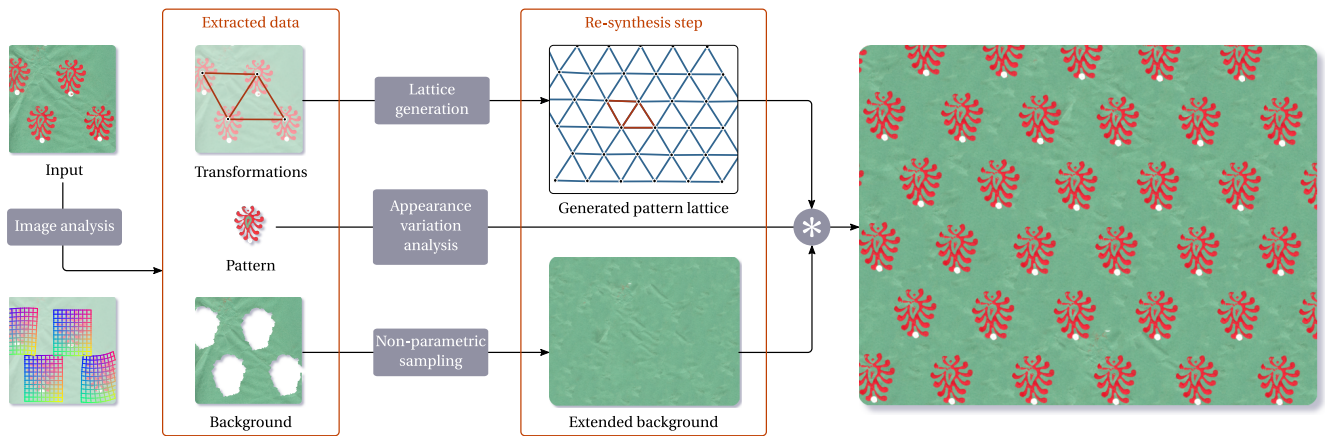 Extracted data
Re-synthesis step
Input
Image analysis
Transformations
Pattern
Background
Lattice
generation
Appearance
variation
analysis
Non-parametric
sampling
Generated pattern lattice
Extended background
*